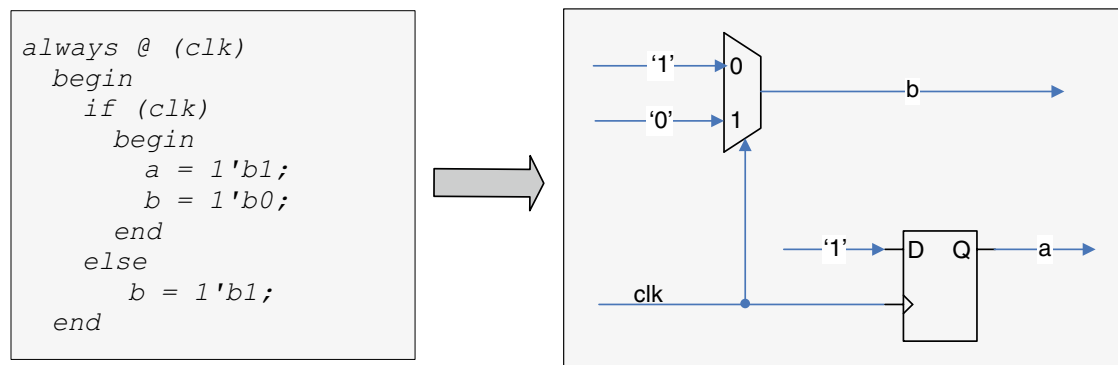 always @ (clk)
begin
if (clk)
begin
a = 1'b1;
b = 1'b0;
end
else
b = 1'b1;
end
‘1’
0
b
‘0’
1
‘1’
D
Q
a
clk